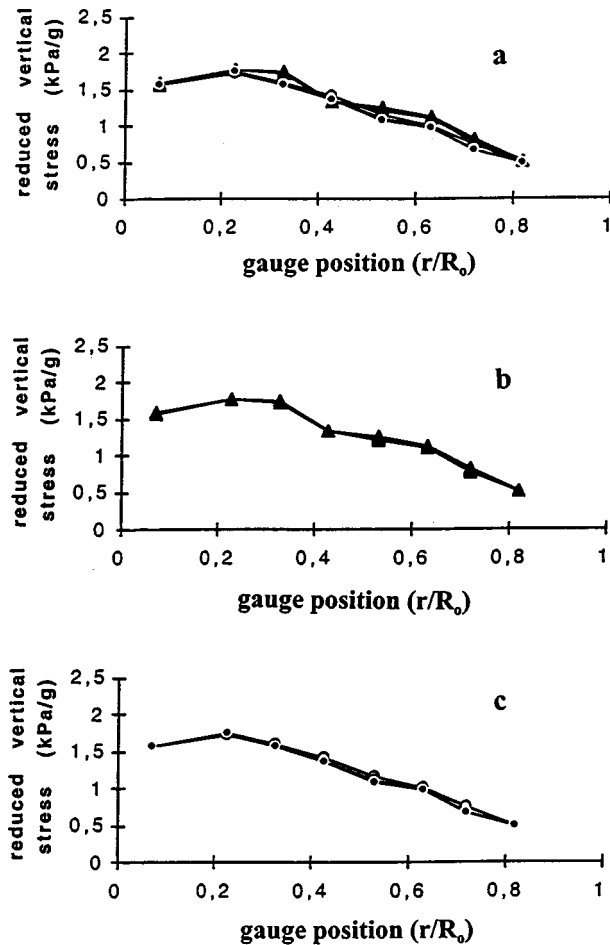 a
reduced vertical
stress (kPa/g)
2,5
2
1,5
1
0,5
0
0 0,2 0,4 0,6 0,8 1
gauge position (r/Ro)
b
reduced vertical
stress (kPa/g)
2,5
2
1,5
1
0,5
0
0 0,2 0,4 0,6 0,8 1
gauge position (r/Ro)
c
reduced vertical
stress (kPa/g)
2,5
2
1,5
1
0,5
0
0 0,2 0,4 0,6 0,8 1
gauge position (r/Ro)